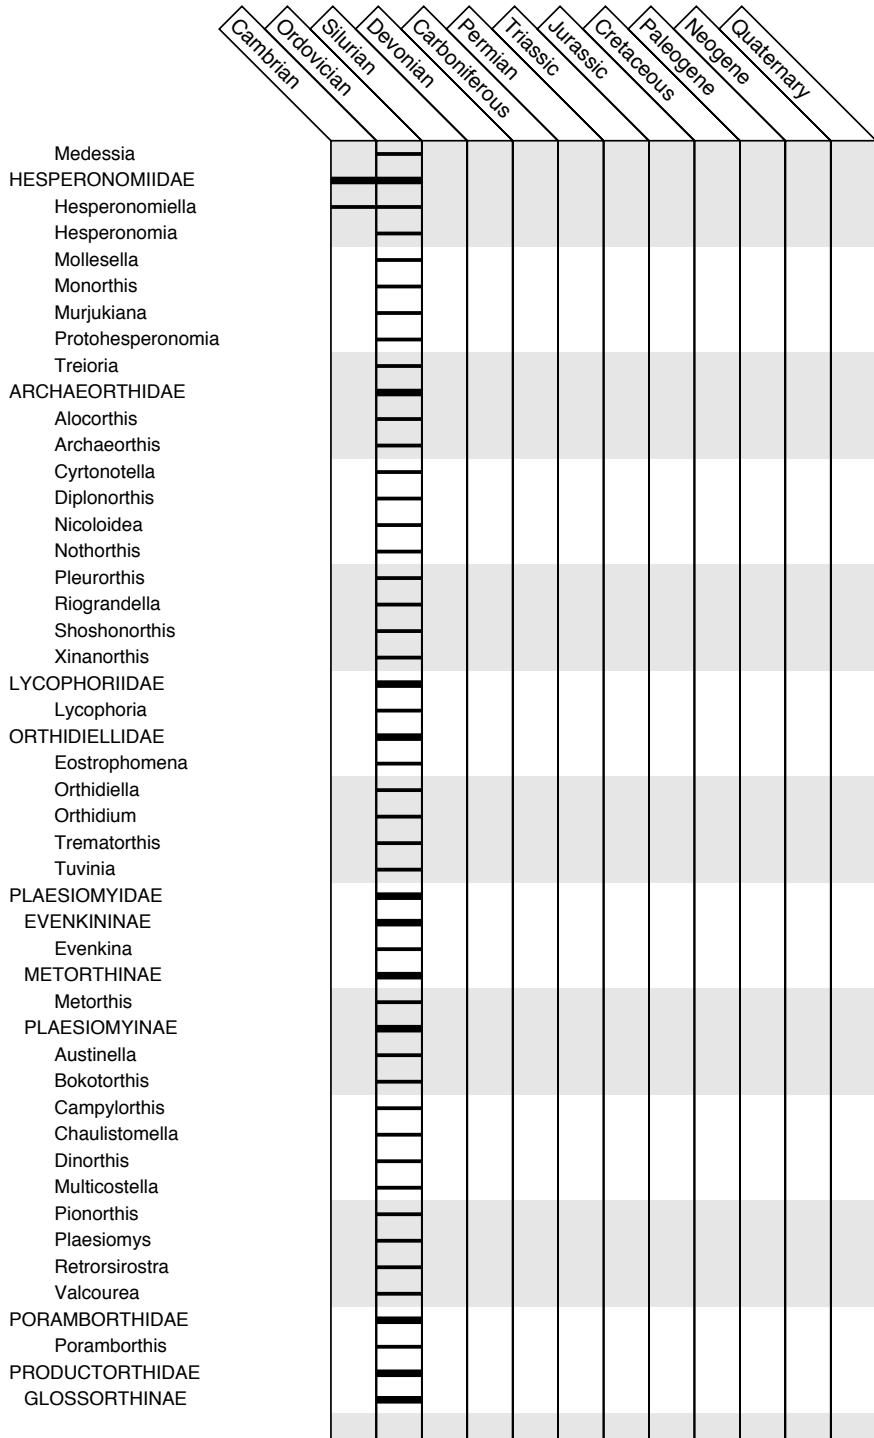 Cambrian
Ordovician
Silurian
Devonian
Carboniferous
Permian
Triassic
Jurassic
Cretaceous
Paleogene
Neogene
Quaternary
Medessia
HESPERONOMIIDAE
Hesperonomiella
Hesperonomia
Mollesella
Monorthis
Murjukiana
Protohesperonomia
Treioria
ARCHAEORTHIDAE
Alocorthis
Archaeorthis
Cyrtonotella
Diplonorthis
Nicoloidea
Nothorthis
Pleurorthis
Riograndella
Shoshonorthis
Xinanorthis
LYCOPHORIIDAE
Lycophoria
ORTHIDIELLIDAE
Eostrophomena
Orthidiella
Orthidium
Trematorthis
Tuvinia
PLAESIOMYIDAE
EVENKININAE
Evenkina
METORTHINAE
Metorthis
PLAESIOMYINAE
Austinella
Bokotorthis
Campylorthis
Chaulistomella
Dinorthis
Multicostella
Pionorthis
Plaesiomys
Retrorsirostra
Valcourea
PORAMBORTHIDAE
Poramborthis
PRODUCTORTHIDAE
GLOSSORTHINAE